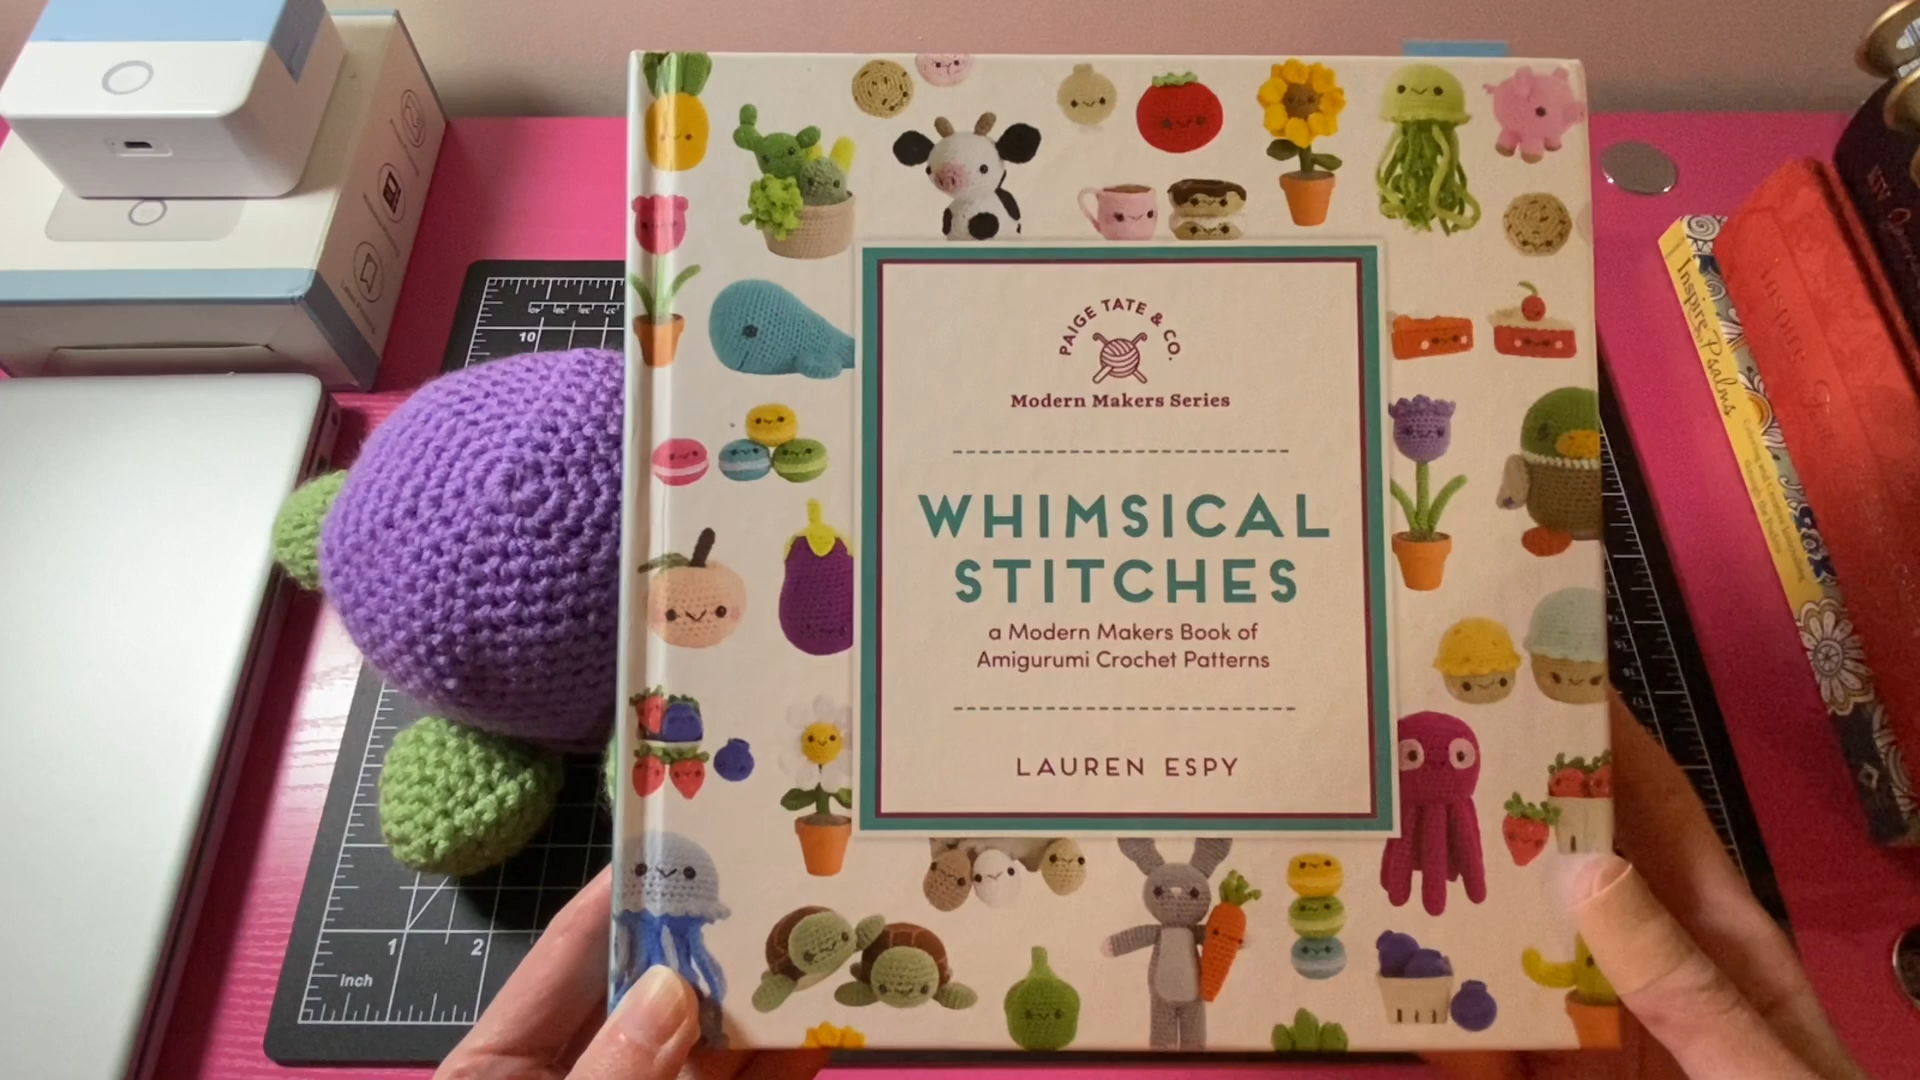 PAIGE TATE & CO.
Modern Makers Series
WHIMSICAL
STITCHES
a Modern Makers Book of
Amigurumi Crochet Patterns
LAUREN ESPY
10
1
2
Inch
Inspire: Psalms